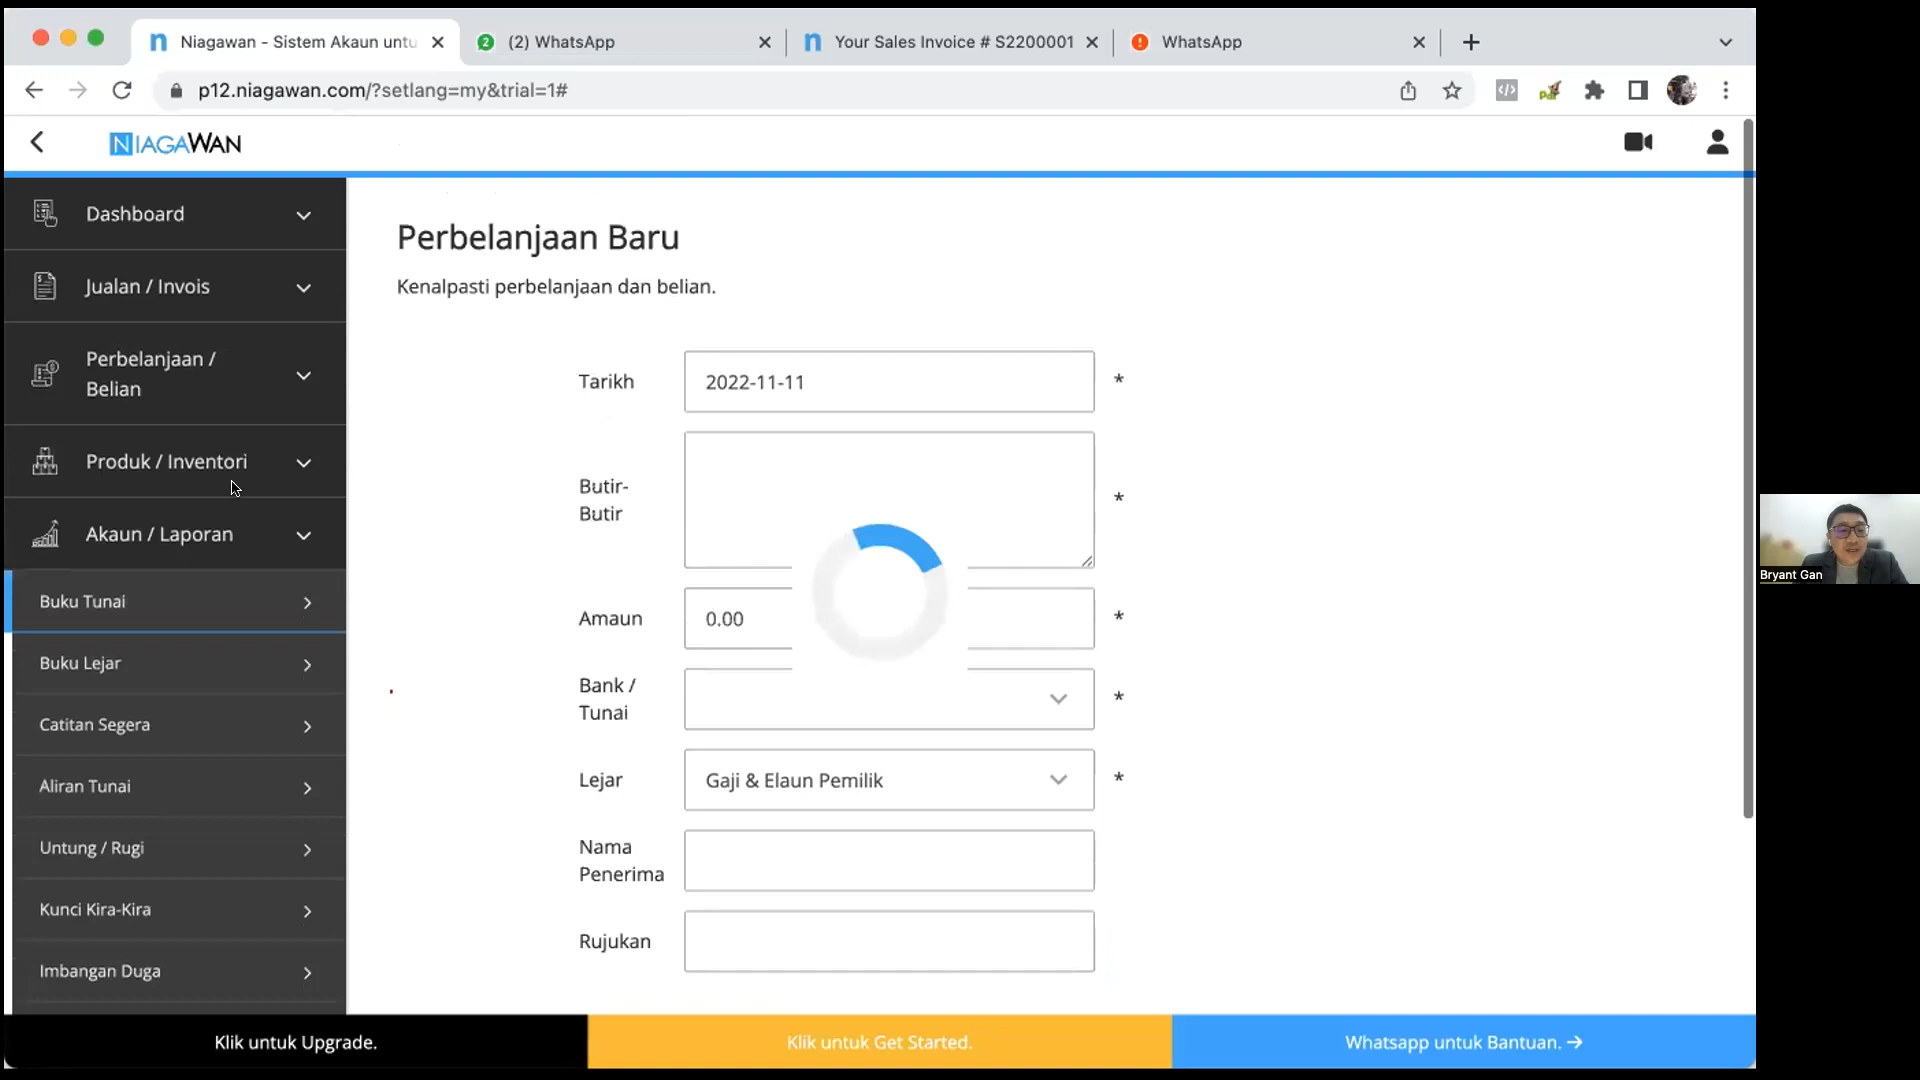 Niagawan - Sistem Akaun untu
2
(2) WhatsApp
Your Sales Invoice # S2200001
WhatsApp
p12.niagawan.com/?setlang=my&trial=1#
NIAGAWAN
Dashboard
Jualan / Invois
Perbelanjaan /
Belian
Produk / Inventori
Akaun / Laporan
Buku Tunai
Buku Lejar
Catitan Segera
Aliran Tunai
Untung / Rugi
Kunci Kira-Kira
Imbangan Duga
Perbelanjaan Baru
Kenalpasti perbelanjaan dan belian.
Tarikh
2022-11-11
*
Butir-
Butir
*
Amaun
0.00
*
Bank /
Tunai
*
Lejar
Gaji & Elaun Pemilik
*
Nama
Penerima
Rujukan
Klik untuk Upgrade.
Klik untuk Get Started.
Whatsapp untuk Bantuan. →
Bryant Gan